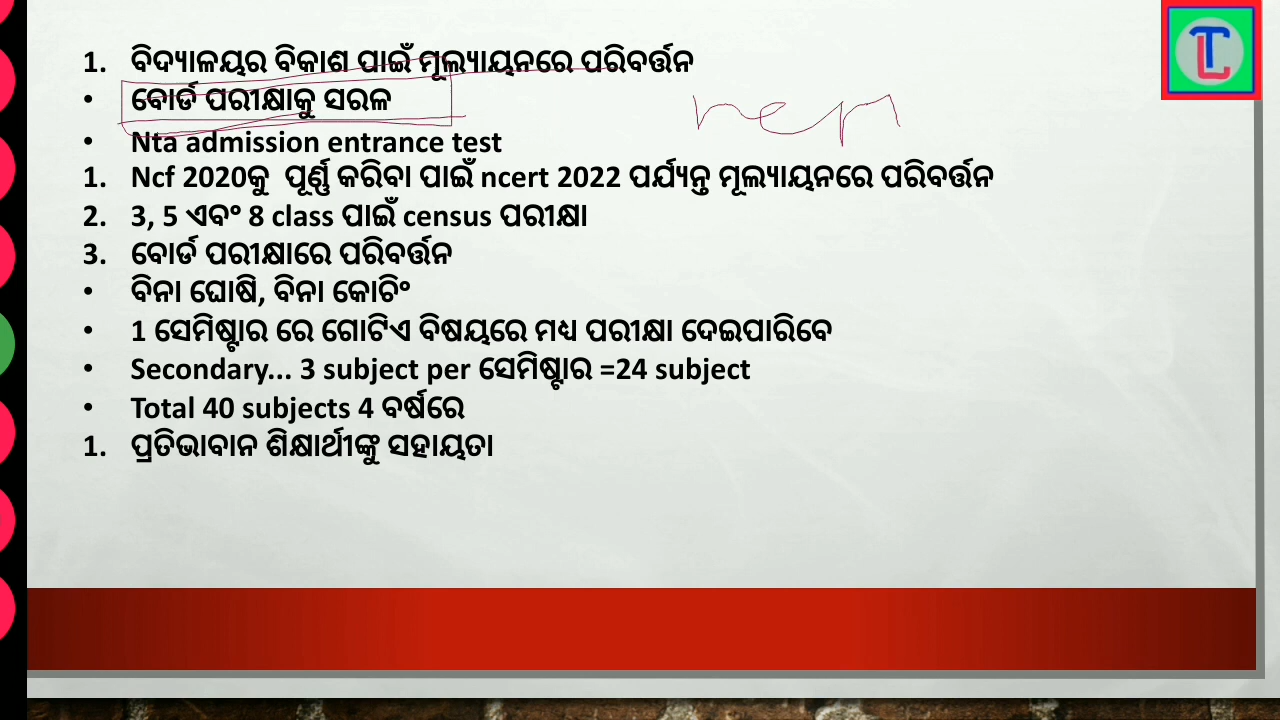 1. ବିଦ୍ୟାଳୟର ବିକାଶ ପାଇଁ ମୂଲ୍ୟାୟନରେ ପରିବର୍ତ୍ତନ
• ବୋର୍ଡ ପରୀକ୍ଷାକୁ ସରଳ
• Nta admission entrance test
1. Ncf 2020କୁ ପୂର୍ଣ୍ଣ କରିବା ପାଇଁ ncert 2022 ପର୍ଯ୍ୟନ୍ତ ମୂଲ୍ୟାୟନରେ ପରିବର୍ତ୍ତନ
2. 3, 5 ଏବଂ 8 class ପାଇଁ census ପରୀକ୍ଷା
3. ବୋର୍ଡ ପରୀକ୍ଷାରେ ପରିବର୍ତ୍ତନ
• ବିନା ଘୋଷି, ବିନା କୋଚିଂ
• 1 ସେମିଷ୍ଟାର ରେ ଗୋଟିଏ ବିଷୟରେ ମଧ ପରୀକ୍ଷା ଦେଇପାରିବେ
• Secondary... 3 subject per ସେମିଷ୍ଟାର =24 subject
• Total 40 subjects 4 ବର୍ଷରେ
1. ପ୍ରତିଭାବାନ ଶିକ୍ଷାର୍ଥୀଙ୍କୁ ସହାୟତା